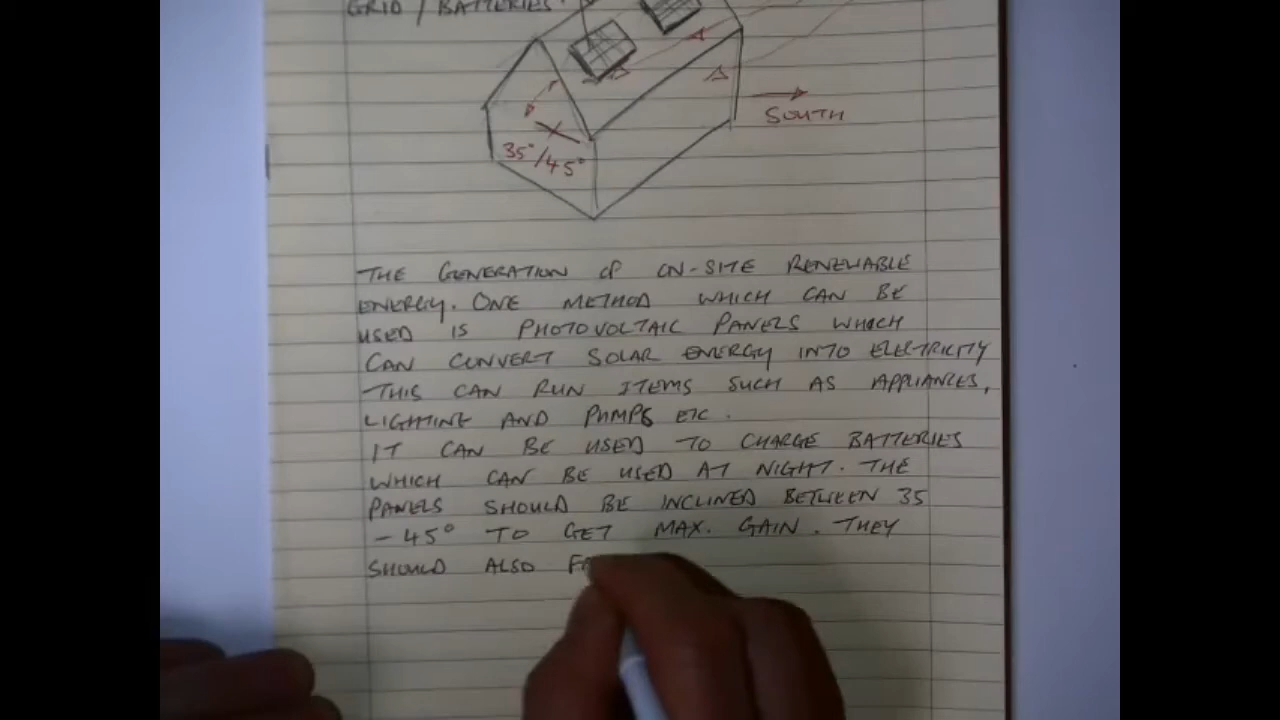 GRID / BATTERIES.
SOUTH
35°/45°
THE GENERATION OF ON-SITE RENEWABLE
ENERGY. ONE METHOD WHICH CAN BE
USED IS PHOTOVOLTAIC PANELS WHICH
CAN CONVERT SOLAR ENERGY INTO ELECTRICITY
THIS CAN RUN ITEMS SUCH AS APPLIANCES,
LIGHTING AND PUMPS ETC.
IT CAN BE USED TO CHARGE BATTERIES
WHICH CAN BE USED AT NIGHT. THE
PANELS SHOULD BE INCLINED BETWEEN 35
- 45° TO GET MAX. GAIN. THEY
SHOULD ALSO FA